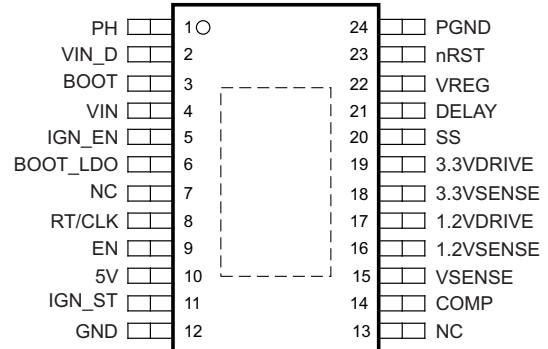 PH 1 24 PGND
VIN_D 2 23 nRST
BOOT 3 22 VREG
VIN 4 21 DELAY
IGN_EN 5 20 SS
BOOT_LDO 6 19 3.3VDRIVE
NC 7 18 3.3VSENSE
RT/CLK 8 17 1.2VDRIVE
EN 9 16 1.2VSENSE
5V 10 15 VSENSE
IGN_ST 11 14 COMP
GND 12 13 NC